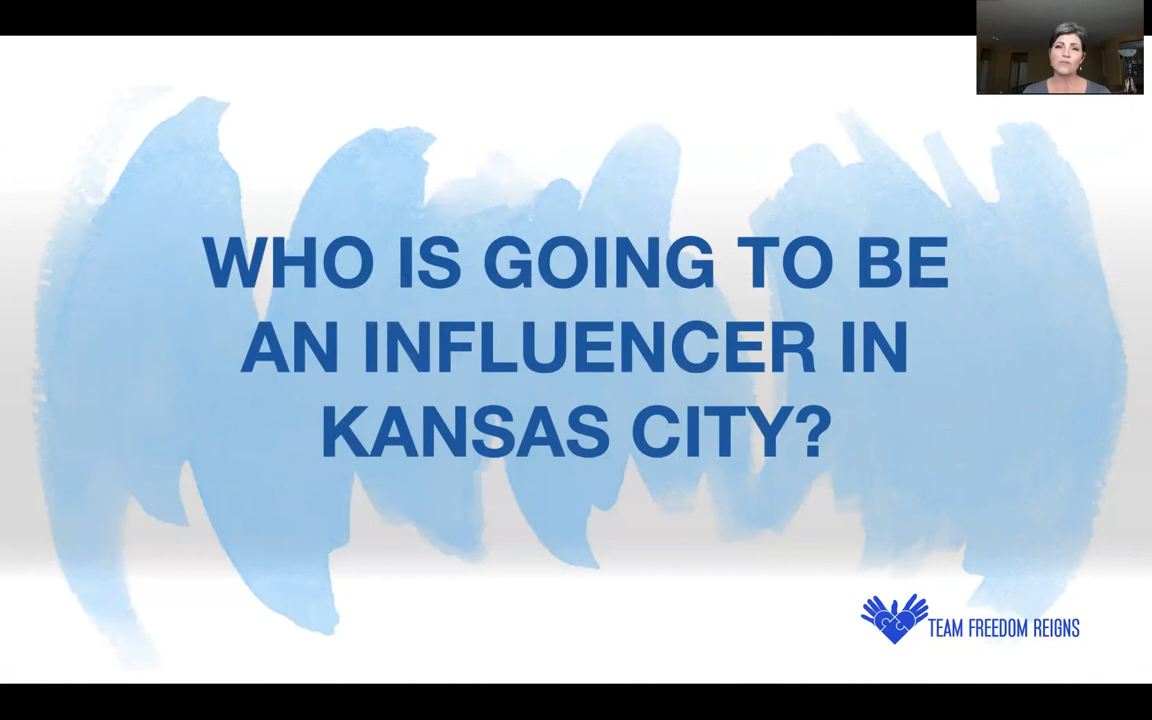 WHO IS GOING TO BE
AN INFLUENCER IN
KANSAS CITY?
TEAM FREEDOM REIGNS